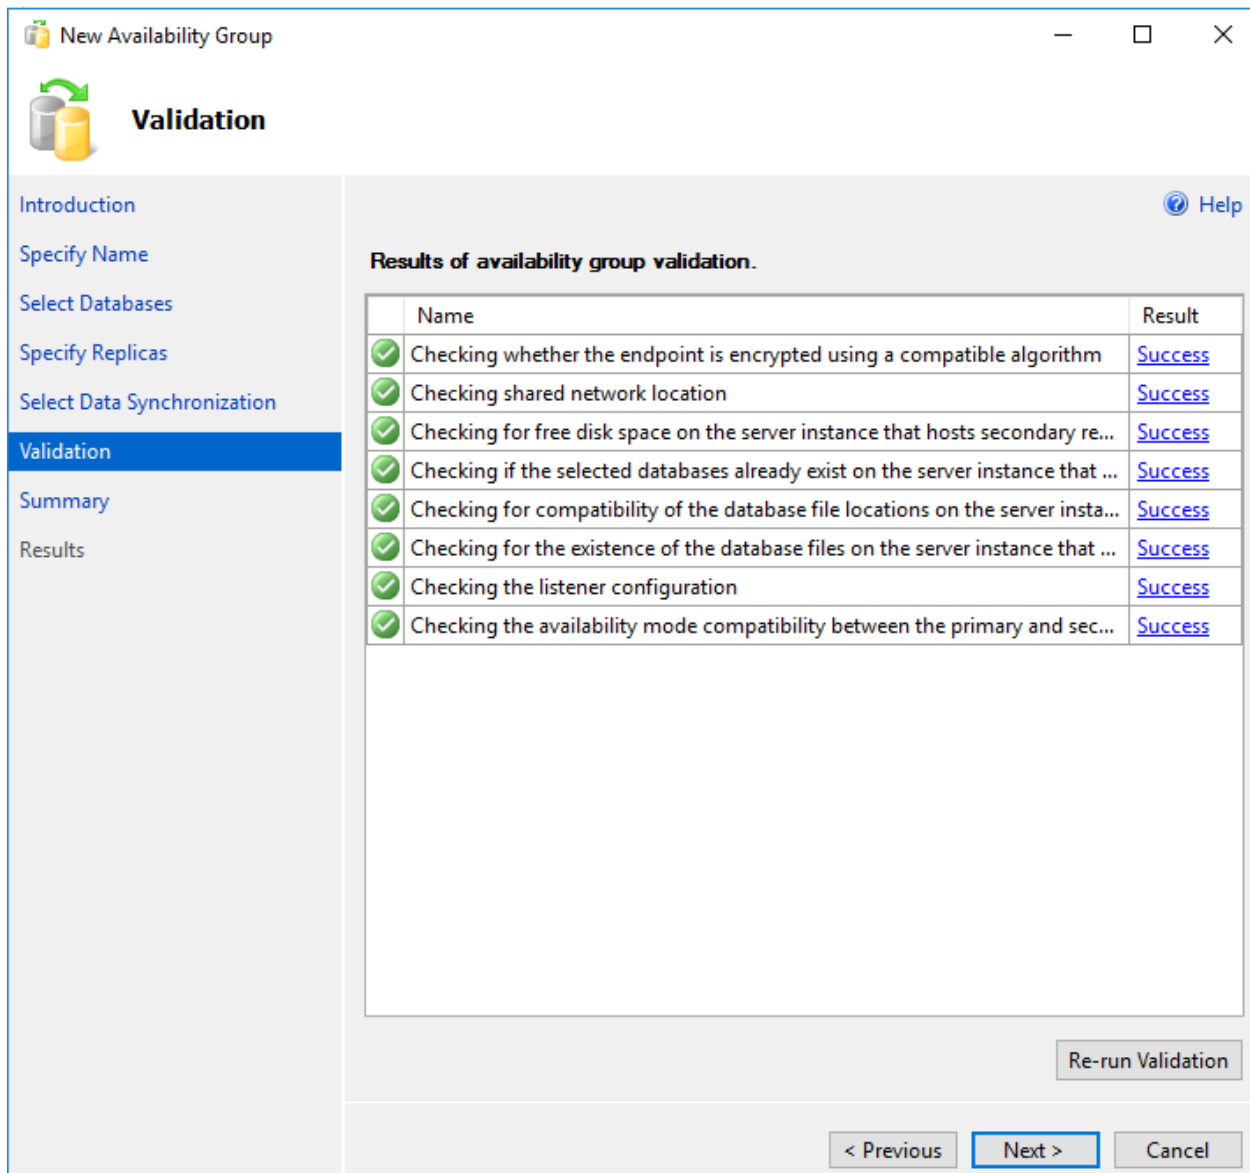 New Availability Group
Validation
Introduction
Specify Name
Select Databases
Specify Replicas
Select Data Synchronization
Validation
Summary
Results
Help
Results of availability group validation.
Name Result
Checking whether the endpoint is encrypted using a compatible algorithm Success
Checking shared network location Success
Checking for free disk space on the server instance that hosts secondary re... Success
Checking if the selected databases already exist on the server instance that ... Success
Checking for compatibility of the database file locations on the server insta... Success
Checking for the existence of the database files on the server instance that ... Success
Checking the listener configuration Success
Checking the availability mode compatibility between the primary and sec... Success
Re-run Validation
< Previous Next > Cancel